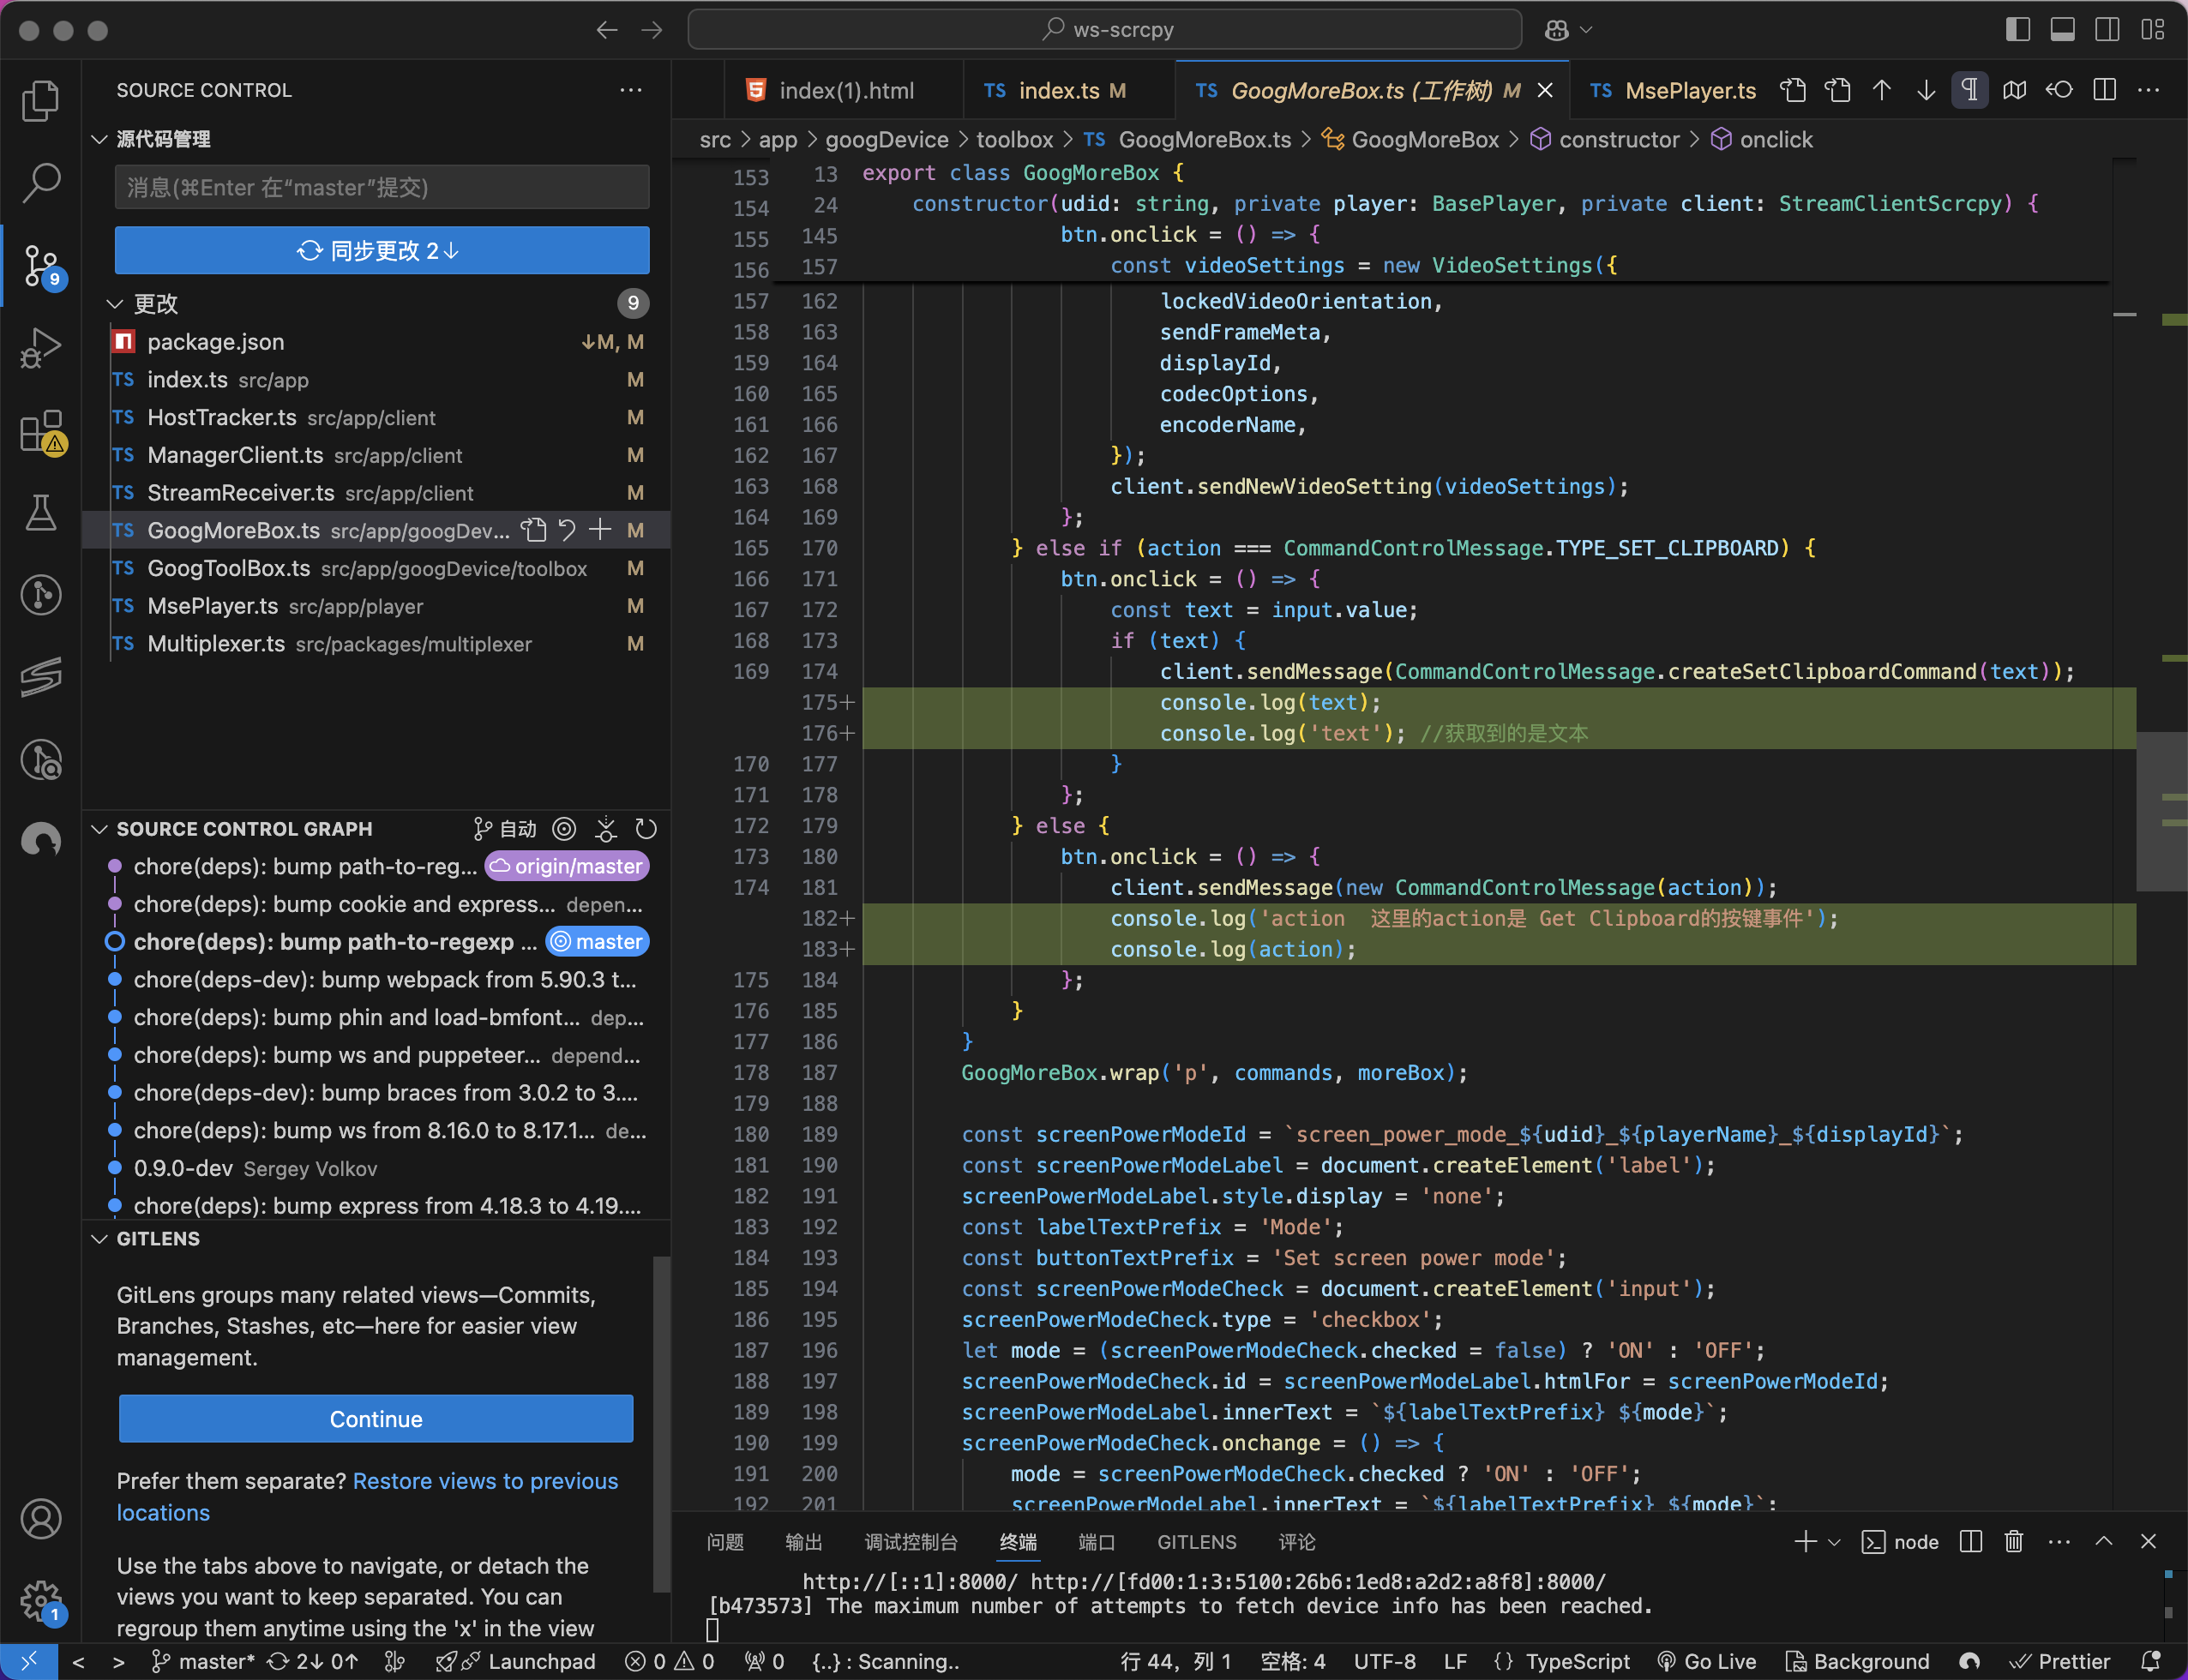 ws-scrcpy
SOURCE CONTROL
源代码管理
消息(⌘Enter 在“master”提交)
同步更改 2↓
更改 9
package.json ↓M, M
TS index.ts src/app M
TS HostTracker.ts src/app/client M
TS ManagerClient.ts src/app/client M
TS StreamReceiver.ts src/app/client M
TS GoogMoreBox.ts src/app/googDev... M
TS GoogToolBox.ts src/app/googDevice/toolbox M
TS MsePlayer.ts src/app/player M
TS Multiplexer.ts src/packages/multiplexer M
9
SOURCE CONTROL GRAPH 自动
chore(deps): bump path-to-reg... origin/master
chore(deps): bump cookie and express... depen...
chore(deps): bump path-to-regexp ... master
chore(deps-dev): bump webpack from 5.90.3 t...
chore(deps): bump phin and load-bmfont... dep...
chore(deps): bump ws and puppeteer... depend...
chore(deps-dev): bump braces from 3.0.2 to 3....
chore(deps): bump ws from 8.16.0 to 8.17.1... de...
0.9.0-dev Sergey Volkov
chore(deps): bump express from 4.18.3 to 4.19....
GITLENS
GitLens groups many related views—Commits,
Branches, Stashes, etc—here for easier view
management.
Continue
Prefer them separate? Restore views to previous
locations
Use the tabs above to navigate, or detach the
views you want to keep separated. You can
regroup them anytime using the 'x' in the view
1
index(1).html TS index.ts M TS GoogMoreBox.ts (工作树) M TS MsePlayer.ts
src > app > googDevice > toolbox > TS GoogMoreBox.ts > GoogMoreBox > constructor > onclick
153 13 export class GoogMoreBox {
154 24 constructor(udid: string, private player: BasePlayer, private client: StreamClientScrcpy) {
155 145 btn.onclick = () => {
156 157 const videoSettings = new VideoSettings({
157 162 lockedVideoOrientation,
158 163 sendFrameMeta,
159 164 displayId,
160 165 codecOptions,
161 166 encoderName,
162 167 });
163 168 client.sendNewVideoSetting(videoSettings);
164 169 };
165 170 } else if (action === CommandControlMessage.TYPE_SET_CLIPBOARD) {
166 171 btn.onclick = () => {
167 172 const text = input.value;
168 173 if (text) {
169 174 client.sendMessage(CommandControlMessage.createSetClipboardCommand(text));
175+ console.log(text);
176+ console.log('text'); //获取到的是文本
170 177 }
171 178 };
172 179 } else {
173 180 btn.onclick = () => {
174 181 client.sendMessage(new CommandControlMessage(action));
182+ console.log('action  这里的action是 Get Clipboard的按键事件');
183+ console.log(action);
175 184 };
176 185 }
177 186 }
178 187 GoogMoreBox.wrap('p', commands, moreBox);
179 188
180 189 const screenPowerModeId = `screen_power_mode_${udid}_${playerName}_${displayId}`;
181 190 const screenPowerModeLabel = document.createElement('label');
182 191 screenPowerModeLabel.style.display = 'none';
183 192 const labelTextPrefix = 'Mode';
184 193 const buttonTextPrefix = 'Set screen power mode';
185 194 const screenPowerModeCheck = document.createElement('input');
186 195 screenPowerModeCheck.type = 'checkbox';
187 196 let mode = (screenPowerModeCheck.checked = false) ? 'ON' : 'OFF';
188 197 screenPowerModeCheck.id = screenPowerModeLabel.htmlFor = screenPowerModeId;
189 198 screenPowerModeLabel.innerText = `${labelTextPrefix} ${mode}`;
190 199 screenPowerModeCheck.onchange = () => {
191 200 mode = screenPowerModeCheck.checked ? 'ON' : 'OFF';
192 201 screenPowerModeLabel.innerText = `${labelTextPrefix} ${mode}`;
问题 输出 调试控制台 终端 端口 GITLENS 评论 node
http://[::1]:8000/ http://[fd00:1:3:5100:26b6:1ed8:a2d2:a8f8]:8000/
[b473573] The maximum number of attempts to fetch device info has been reached.
master* 2↓ 0↑ Launchpad 0 0 0 {..} : Scanning.. 行 44，列 1 空格: 4 UTF-8 LF {} TypeScript Go Live Background Prettier